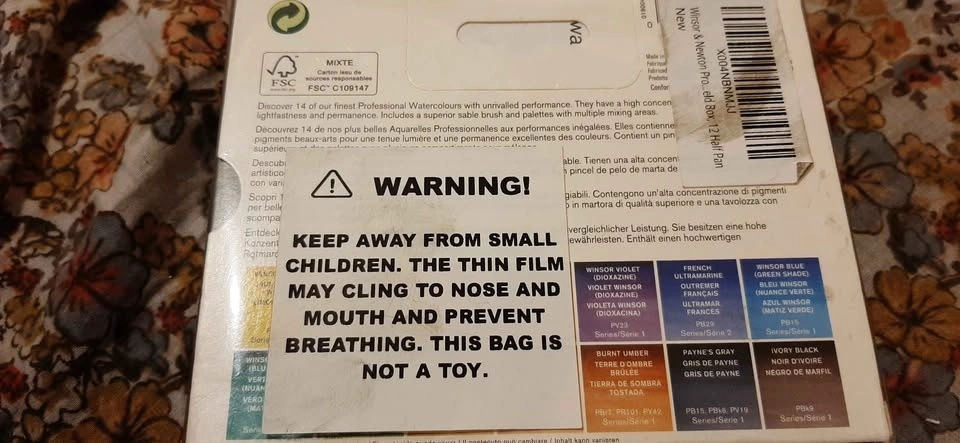 MIXTE
Carton issu de
sources responsables
FSC
FSC™ C109147
wa
Made in
X004NBNMJJ
Winsor & Newton Pro...eld Box, 12 Half Pan
New
Discover 14 of our finest Professional Watercolours with unrivalled performance. They have a high concen
lightfastness and permanence. Includes a superior sable brush and palettes with multiple mixing areas.
Découvrez 14 de nos plus belles Aquarelles Professionnelles aux performances inégalées. Elles contienne
pigments beaux-arts pour une tenue lumière et une permanence excellentes des couleurs. Contient un
able. Tienen una alta concen
pincel de pelo de marta de
giabili. Contengono un'alta concentrazione di pigmenti
in martora di qualità superiore e una tavolozza con
vergleichlicher Leistung. Sie besitzen eine hohe
ewährleisten. Enthält einen hochwertigen
WARNING!
KEEP AWAY FROM SMALL
CHILDREN. THE THIN FILM
MAY CLING TO NOSE AND
MOUTH AND PREVENT
BREATHING. THIS BAG IS
NOT A TOY.
WINSOR VIOLET
(DIOXAZINE)
VIOLET WINSOR
(DIOXAZINE)
VIOLETA WINSOR
(DIOXACINA)
PV23
Series/Série 1
FRENCH
ULTRAMARINE
OUTREMER
FRANÇAIS
ULTRAMAR
FRANCÉS
PB29
Series/Série 2
WINSOR BLUE
(GREEN SHADE)
BLEU WINSOR
(NUANCE VERTE)
AZUL WINSOR
(MATIZ VERDE)
PB15
Series/Série 1
BURNT UMBER
TERRE D'OMBRE
BRÛLÉE
TIERRA DE SOMBRA
TOSTADA
PBr7, PR101, PY42
Series/Série 1
PAYNE'S GRAY
GRIS DE PAYNE
GRIS DE PAYNE
PB15, PBk6, PV19
Series/Série 1
IVORY BLACK
NOIR D'IVOIRE
NEGRO DE MARFIL
PBk9
Series/Série 1